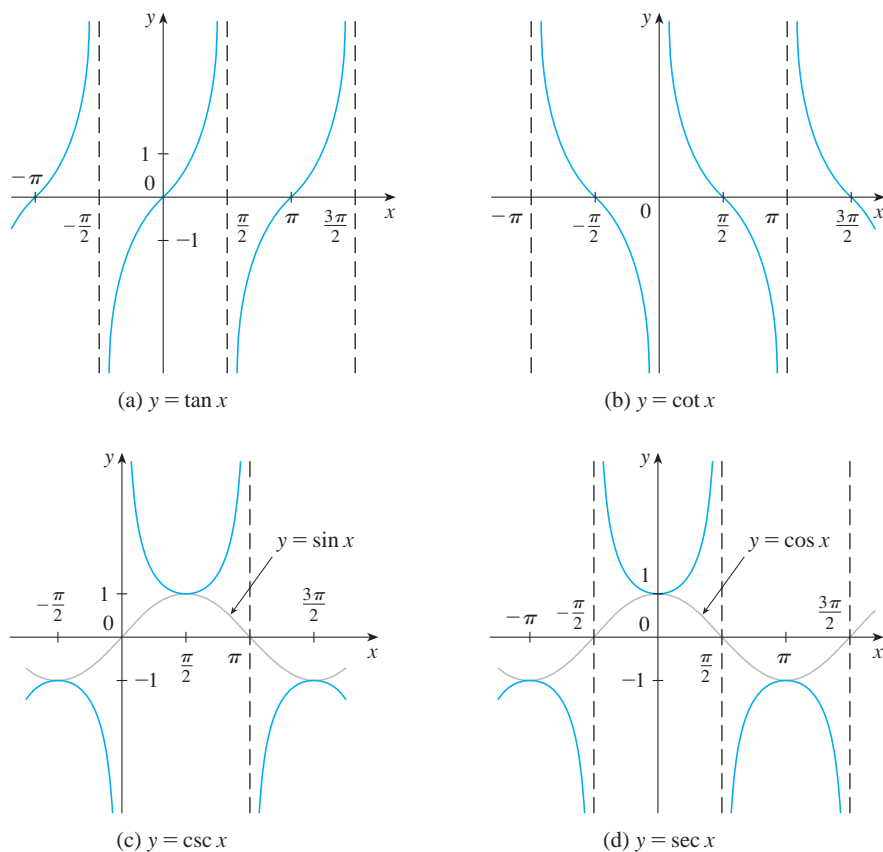 y
1
−π
0
−π/2
π/2
π
3π/2
x
−1
(a) y = tan x
y
−π
−π/2
0
π/2
π
3π/2
x
(b) y = cot x
y
y = sin x
−π/2
1
3π/2
0
π/2
π
x
−1
(c) y = csc x
y
y = cos x
1
−π
−π/2
0
3π/2
π/2
π
x
−1
(d) y = sec x